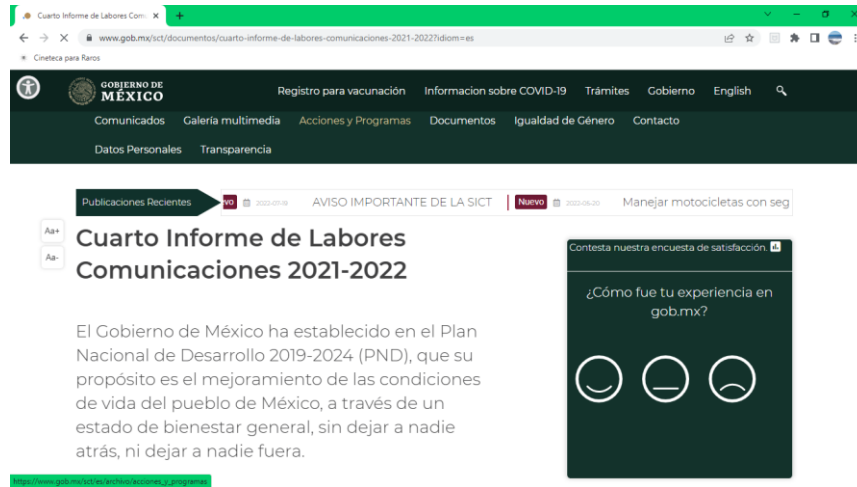 Cuarto Informe de Labores Com
www.gob.mx/sct/documentos/cuarto-informe-de-labores-comunicaciones-2021-2022?idiom=es
Cineteca para Raros
GOBIERNO DE
MÉXICO
Registro para vacunación Informacion sobre COVID-19 Trámites Gobierno English
Comunicados Galería multimedia Acciones y Programas Documentos Igualdad de Género Contacto
Datos Personales Transparencia
Publicaciones Recientes vo 2022-07-19 AVISO IMPORTANTE DE LA SICT Nuevo 2022-05-20 Manejar motocicletas con seg
Aa+
Aa-
Cuarto Informe de Labores
Comunicaciones 2021-2022
El Gobierno de México ha establecido en el Plan
Nacional de Desarrollo 2019-2024 (PND), que su
propósito es el mejoramiento de las condiciones
de vida del pueblo de México, a través de un
estado de bienestar general, sin dejar a nadie
atrás, ni dejar a nadie fuera.
Contesta nuestra encuesta de satisfacción.
¿Cómo fue tu experiencia en
gob.mx?
https://www.gob.mx/sct/es/archivo/acciones_y_programas